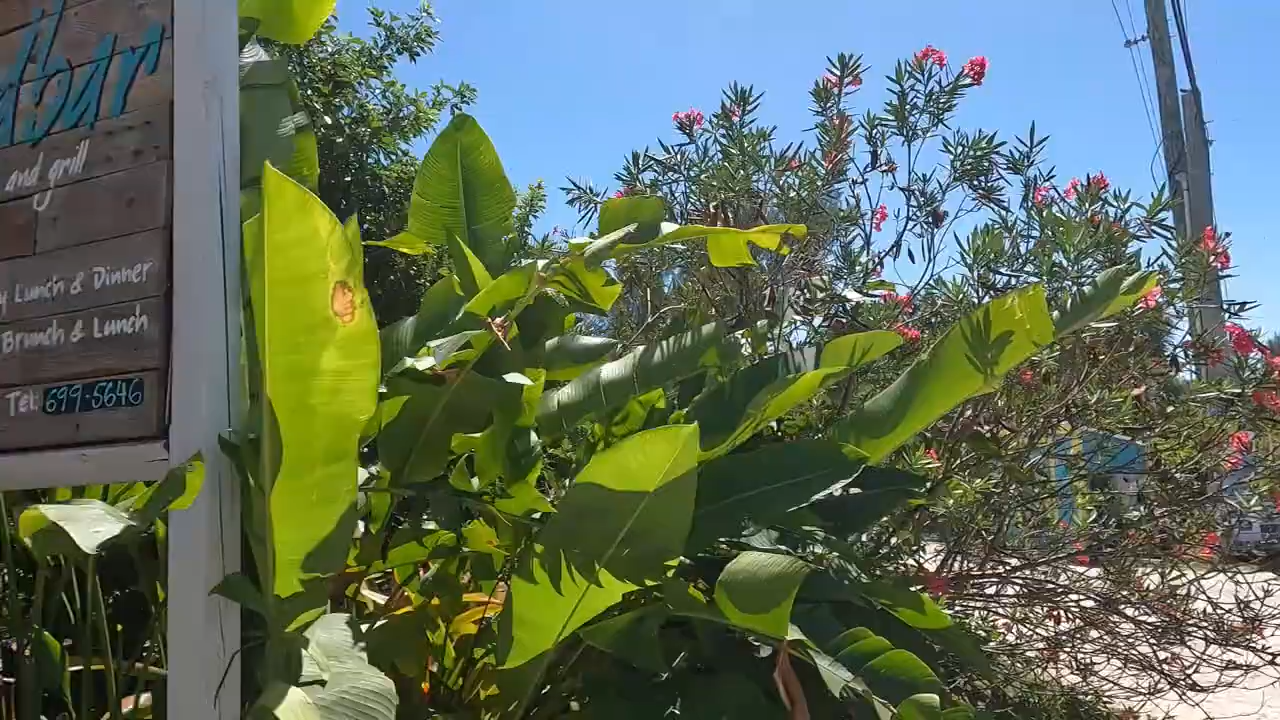 and grill
Lunch & Dinner
Brunch & Lunch
Tel: 699-5646